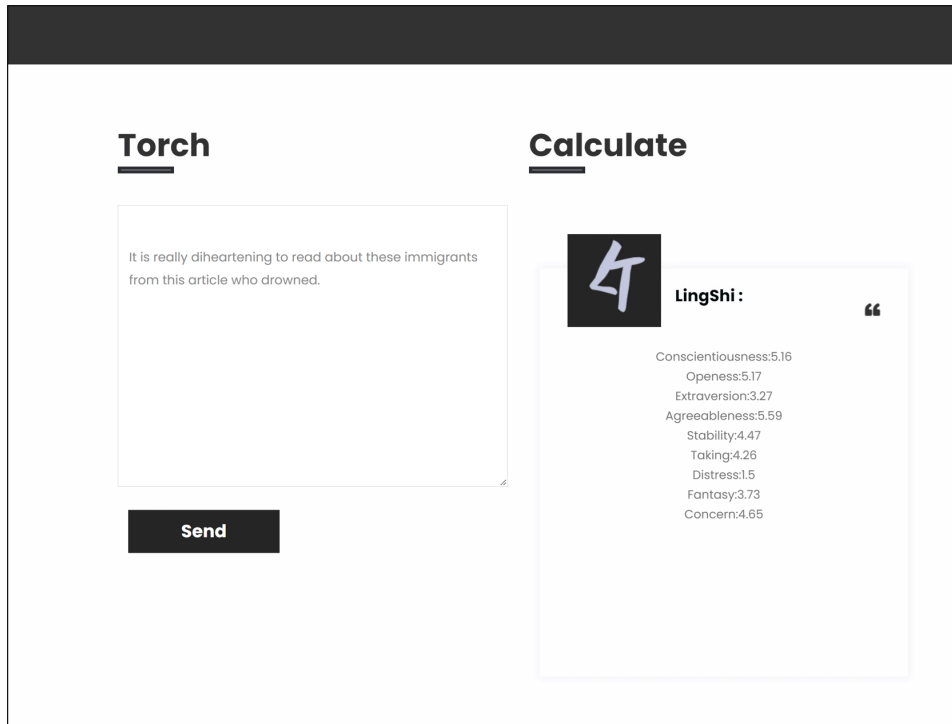 Torch
It is really diheartening to read about these immigrants
from this article who drowned.
Send
Calculate
LingShi :
“
Conscientiousness:5.16
Openess:5.17
Extraversion:3.27
Agreeableness:5.59
Stability:4.47
Taking:4.26
Distress:1.5
Fantasy:3.73
Concern:4.65